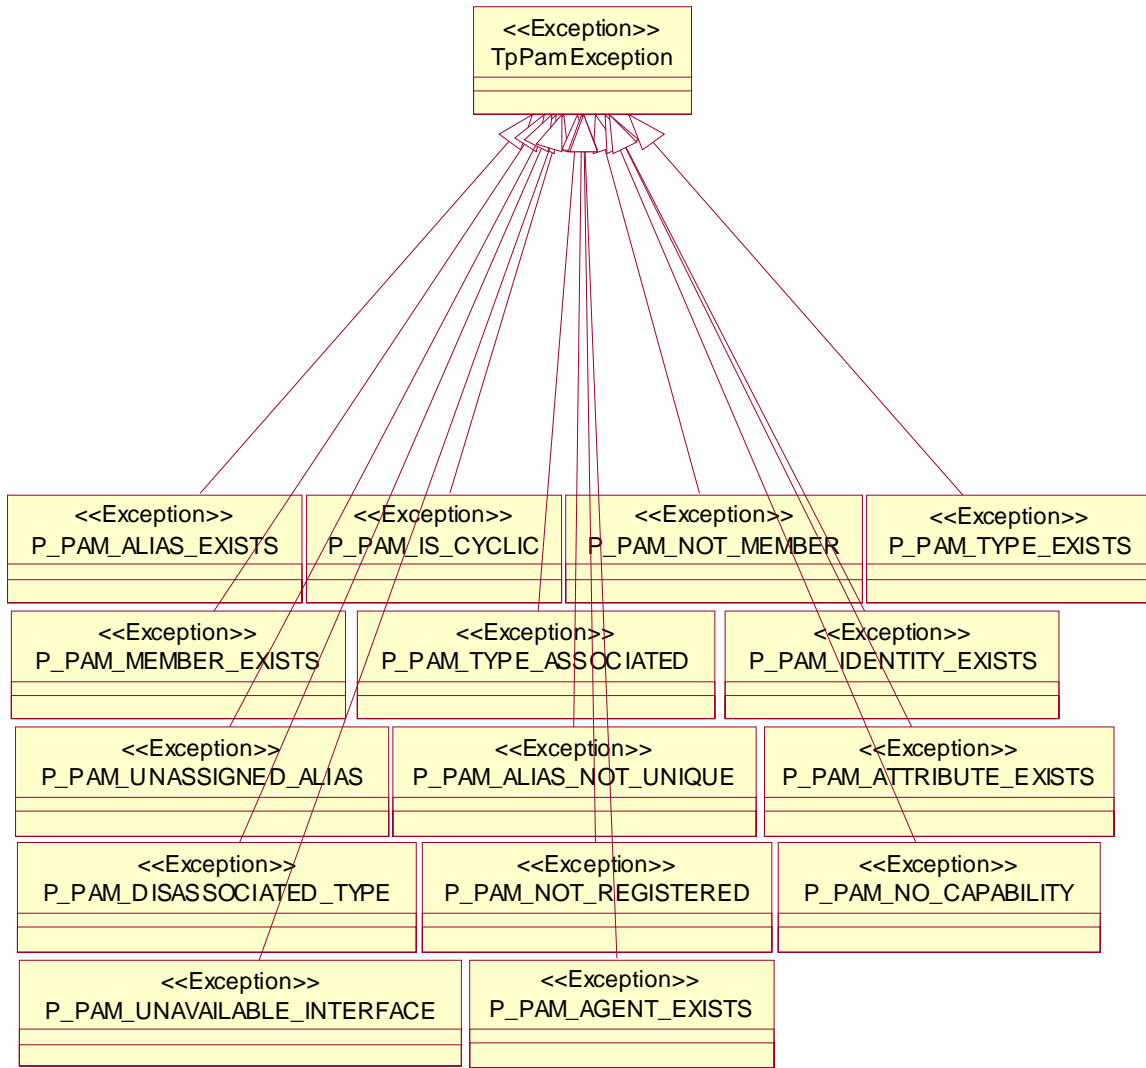 <<Exception>>
TpPamException
<<Exception>>
P_PAM_ALIAS_EXISTS
<<Exception>>
P_PAM_IS_CYCLIC
<<Exception>>
P_PAM_NOT_MEMBER
<<Exception>>
P_PAM_TYPE_EXISTS
<<Exception>>
P_PAM_MEMBER_EXISTS
<<Exception>>
P_PAM_TYPE_ASSOCIATED
<<Exception>>
P_PAM_IDENTITY_EXISTS
<<Exception>>
P_PAM_UNASSIGNED_ALIAS
<<Exception>>
P_PAM_ALIAS_NOT_UNIQUE
<<Exception>>
P_PAM_ATTRIBUTE_EXISTS
<<Exception>>
P_PAM_DISASSOCIATED_TYPE
<<Exception>>
P_PAM_NOT_REGISTERED
<<Exception>>
P_PAM_NO_CAPABILITY
<<Exception>>
P_PAM_UNAVAILABLE_INTERFACE
<<Exception>>
P_PAM_AGENT_EXISTS